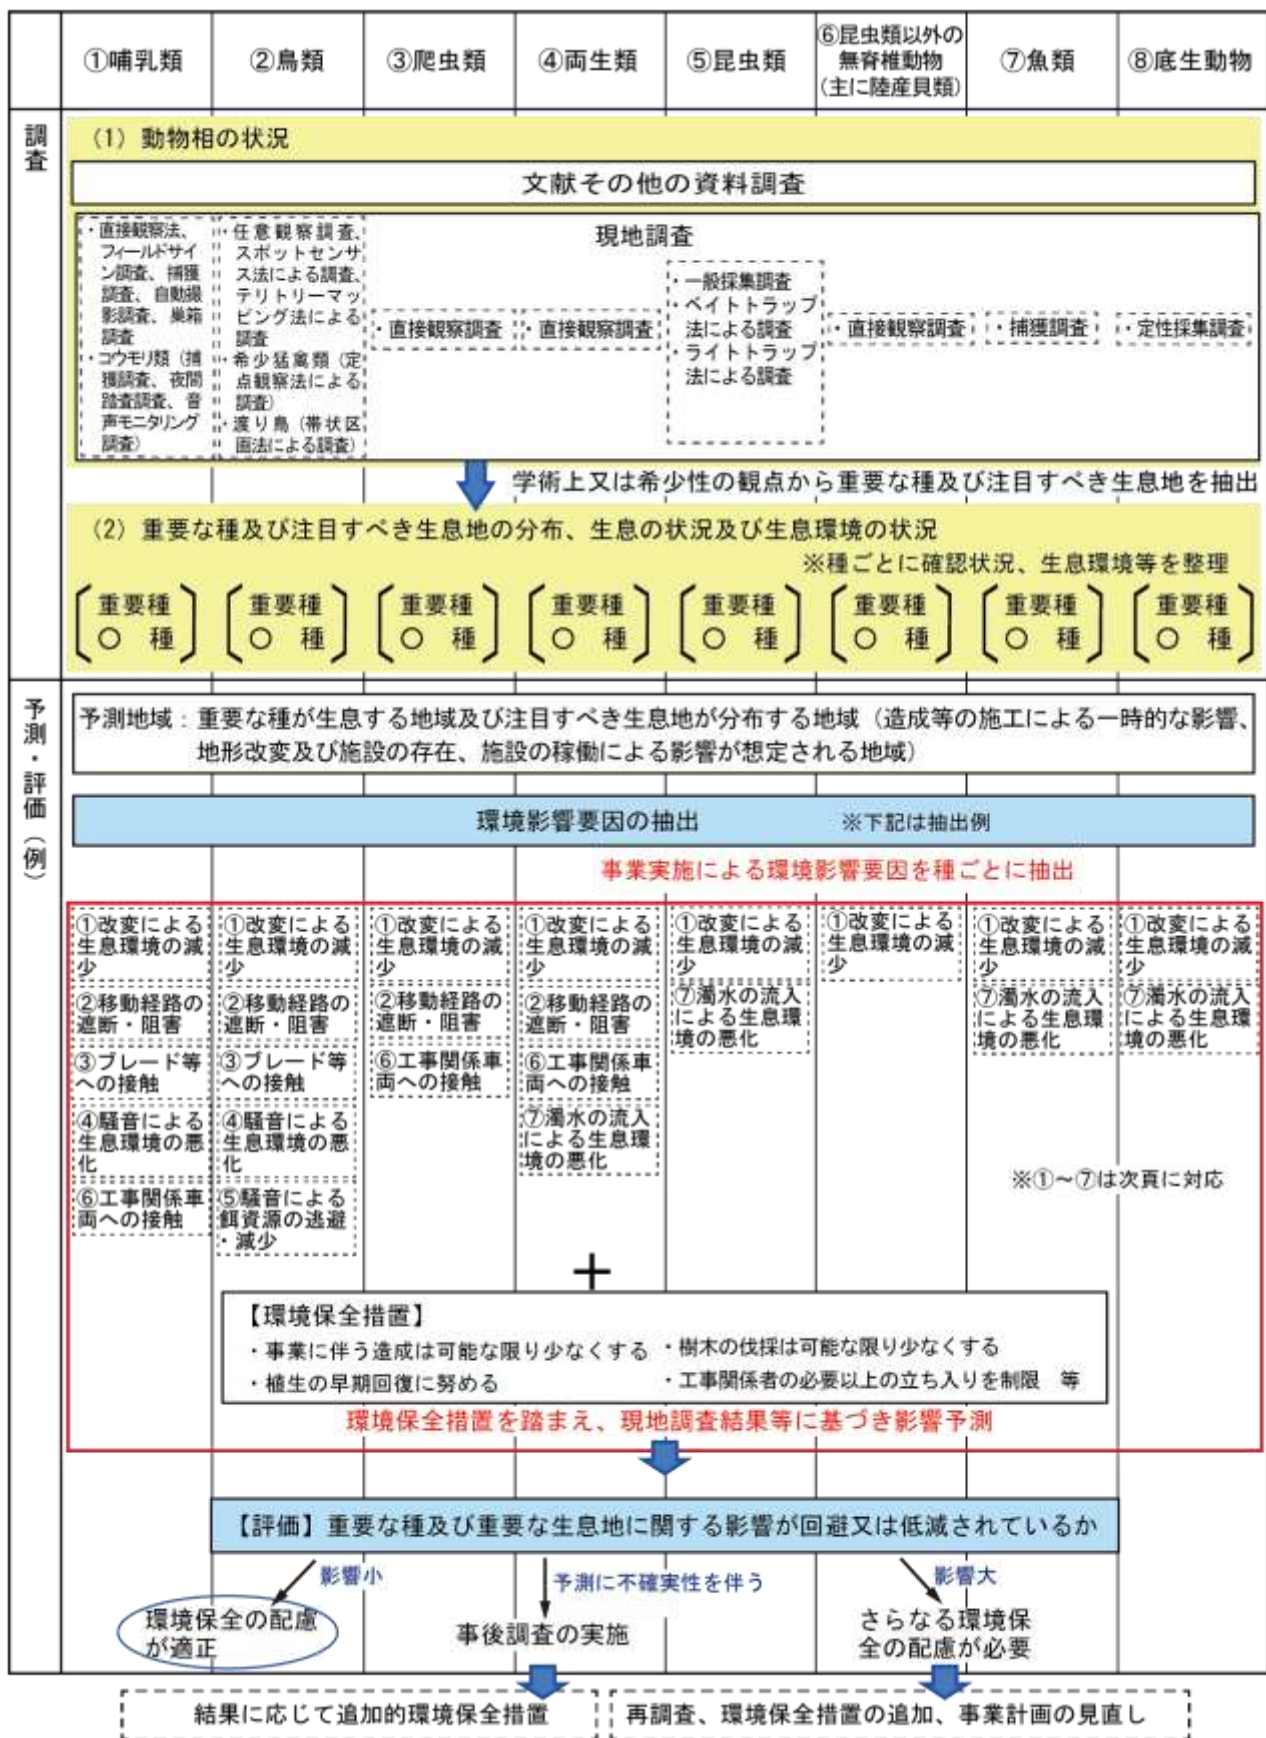 ①哺乳類
②鳥類
③爬虫類
④両生類
⑤昆虫類
⑥昆虫類以外の
無脊椎動物
(主に陸産貝類)
⑦魚類
⑧底生動物
調査
(1) 動物相の状況
文献その他の資料調査
現地調査
・直接観察法、
フィールドサイ
ン調査、捕獲
調査、自動撮
影調査、巣箱
調査
・コウモリ類（捕
獲調査、夜間
踏査調査、音
声モニタリング
調査）
・任意観察調査、
スポットセンサ
ス法による調査、
テリトリーマッ
ピング法による
調査
・希少猛禽類（定
点観察法による
調査）
・渡り鳥（帯状区
画法による調査）
・直接観察調査
・直接観察調査
・一般採集調査
・ベイトトラップ
法による調査
・ライトトラップ
法による調査
・直接観察調査
・捕獲調査
・定性採集調査
学術上又は希少性の観点から重要な種及び注目すべき生息地を抽出
(2) 重要な種及び注目すべき生息地の分布、生息の状況及び生息環境の状況
※種ごとに確認状況、生息環境等を整理
重要種
〇 種
重要種
〇 種
重要種
〇 種
重要種
〇 種
重要種
〇 種
重要種
〇 種
重要種
〇 種
重要種
〇 種
予測・評価（例）
予測地域：重要な種が生息する地域及び注目すべき生息地が分布する地域（造成等の施工による一時的な影響、
地形改変及び施設の存在、施設の稼働による影響が想定される地域）
環境影響要因の抽出 ※下記は抽出例
事業実施による環境影響要因を種ごとに抽出
①改変による
生息環境の減
少
②移動経路の
遮断・阻害
③ブレード等
への接触
④騒音による
生息環境の悪
化
⑥工事関係車
両への接触
①改変による
生息環境の減
少
②移動経路の
遮断・阻害
③ブレード等
への接触
④騒音による
生息環境の悪
化
⑤騒音による
餌資源の逃避
・減少
①改変による
生息環境の減
少
②移動経路の
遮断・阻害
⑥工事関係車
両への接触
①改変による
生息環境の減
少
②移動経路の
遮断・阻害
⑥工事関係車
両への接触
⑦濁水の流入
による生息環
境の悪化
①改変による
生息環境の減
少
⑦濁水の流入
による生息環
境の悪化
①改変による
生息環境の減
少
①改変による
生息環境の減
少
⑦濁水の流入
による生息環
境の悪化
①改変による
生息環境の減
少
⑦濁水の流入
による生息環
境の悪化
※①～⑦は次頁に対応
＋
【環境保全措置】
・事業に伴う造成は可能な限り少なくする ・樹木の伐採は可能な限り少なくする
・植生の早期回復に努める ・工事関係者の必要以上の立ち入りを制限 等
環境保全措置を踏まえ、現地調査結果等に基づき影響予測
【評価】重要な種及び重要な生息地に関する影響が回避又は低減されているか
影響小
予測に不確実性を伴う
影響大
環境保全の配慮
が適正
事後調査の実施
さらなる環境保
全の配慮が必要
結果に応じて追加的環境保全措置
再調査、環境保全措置の追加、事業計画の見直し